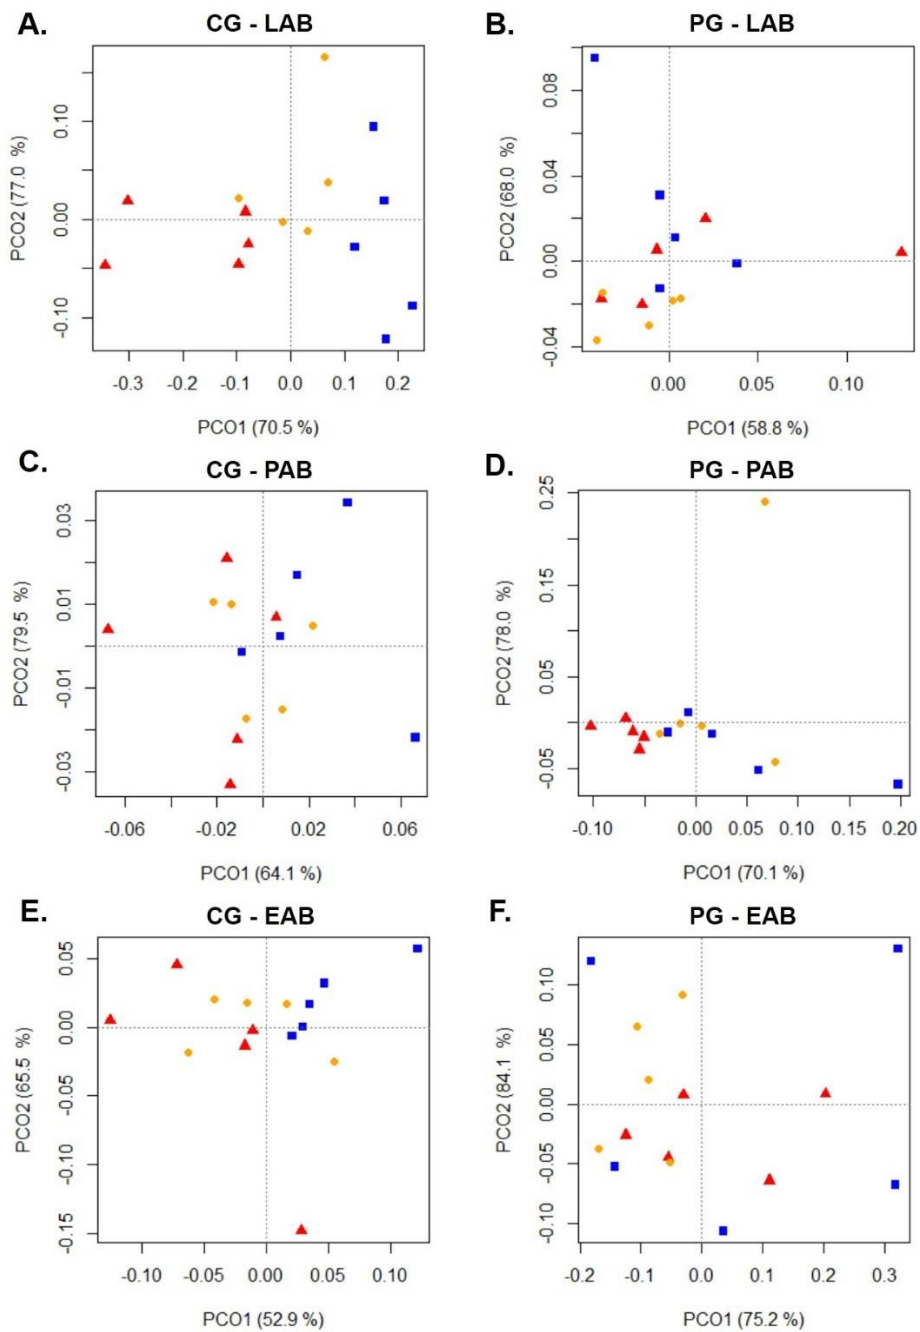 A. CG - LAB
PCO2 (77.0 %)
0.10
0.00
-0.10
-0.3 -0.2 -0.1 0.0 0.1 0.2
PCO1 (70.5 %)
B. PG - LAB
PCO2 (68.0 %)
0.08
0.04
0.00
-0.04
0.00 0.05 0.10
PCO1 (58.8 %)
C. CG - PAB
PCO2 (79.5 %)
0.03
0.01
-0.01
-0.03
-0.06 -0.02 0.02 0.06
PCO1 (64.1 %)
D. PG - PAB
PCO2 (78.0 %)
0.25
0.15
0.05
-0.05
-0.10 0.00 0.05 0.10 0.15 0.20
PCO1 (70.1 %)
E. CG - EAB
PCO2 (65.5 %)
0.05
0.00
-0.05
-0.10
-0.15
-0.10 -0.05 0.00 0.05 0.10
PCO1 (52.9 %)
F. PG - EAB
PCO2 (84.1 %)
0.10
0.05
0.00
-0.05
-0.10
-0.2 -0.1 0.0 0.1 0.2 0.3
PCO1 (75.2 %)